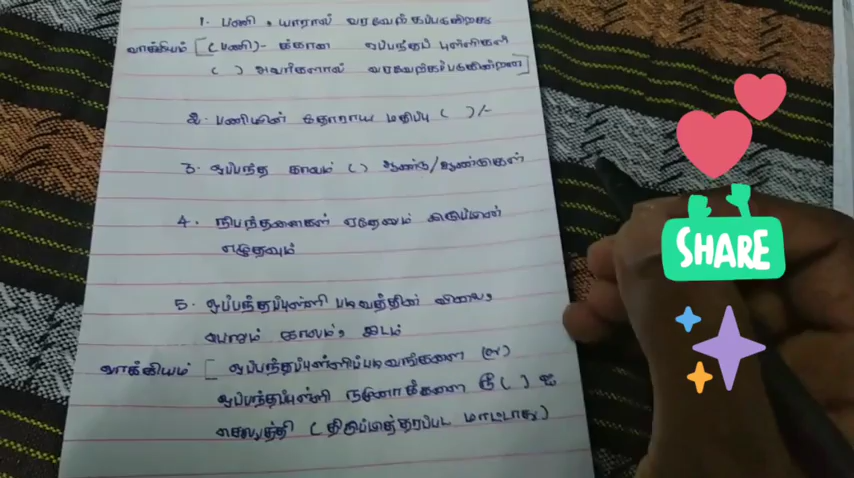 1. பணி, யாரால் வரவேற்கப்படுகிறது
வாக்கியம் [ (பணி) - க்கான ஒப்பந்தப் புள்ளிகள்
( ) அவர்களால் வரவேற்கப்படுகின்றன ]
2. பணியின் தோராய மதிப்பு ( ) /-
3. ஒப்பந்த காலம் ( ) ஆண்டு/ஆண்டுகள்
4. நிபந்தனைகள் ஏதேனும் இருப்பின்
எழுதவும்
5. ஒப்பந்தப்புள்ளி படிவத்தின் விலை,
பெறும் காலம், இடம்
வாக்கியம் [ ஒப்பந்தப்புள்ளிப்படிவங்களை (அ)
ஒப்பந்தப்புள்ளி நமூனாக்களை ரூ ( ) ஐ
செலுத்தி (திருப்பித்தரப்பட மாட்டாது)
SHARE